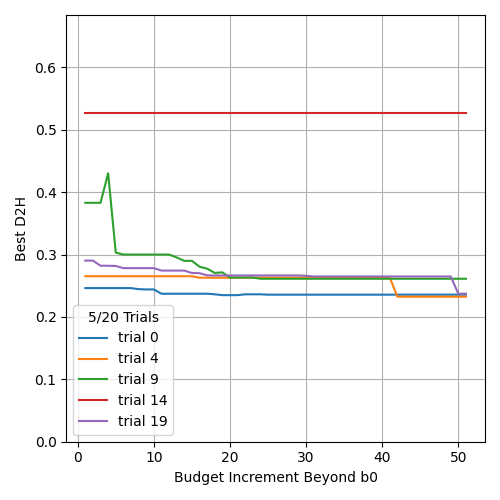 0.6
0.5
0.4
0.3
0.2
0.1
0.0
Best D2H
5/20 Trials
trial 0
trial 4
trial 9
trial 14
trial 19
0 10 20 30 40 50
Budget Increment Beyond b0